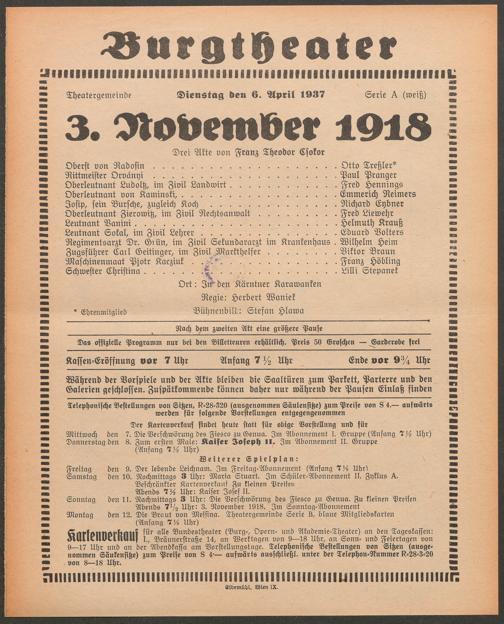 Burgtheater
Theatergemeinde Dienstag den 6. April 1937 Serie A (weiß)
3. November 1918
Drei Akte von Franz Theodor Csokor
Oberst von Radosin . . . Otto Treßler*
Rittmeister Orványi . . . Paul Pranger
Oberleutnant Ludoltz, im Zivil Landwirt . . . Fred Hennings
Oberleutnant von Kaminski, . . . Emmerich Reimers
Josip, sein Bursche, zugleich Koch . . . Richard Eybner
Oberleutnant Zierowitz, im Zivil Rechtsanwalt . . . Fred Liewehr
Leutnant Vanini . . . Helmuth Krauß
Leutnant Sokal, im Zivil Lehrer . . . Eduard Volters
Regimentsarzt Dr. Grün, im Zivil Sekundararzt im Krankenhaus . Wilhelm Heim
Zugsführer Carl Geitinger, im Zivil Markthelfer . . . Viktor Braun
Maschinenmaat Pjotr Kacziuk . . . Franz Höbling
Schwester Christina . . . Lilli Stepanek
Ort: In den Kärntner Karawanken
Regie: Herbert Waniek
* Ehrenmitglied Bühnenbild: Stefan Hlawa
Nach dem zweiten Akt eine größere Pause
Das offizielle Programm nur bei den Billetteuren erhältlich. Preis 50 Groschen — Garderobe frei
Kassen-Eröffnung vor 7 Uhr Anfang 7½ Uhr Ende vor 9¾ Uhr
Während der Vorspiele und der Akte bleiben die Saaltüren zum Parkett, Parterre und den
Galerien geschlossen. Zuspätkommende können daher nur während der Pausen Einlaß finden
Telephonische Bestellungen von Sitzen, R-28-320 (ausgenommen Säulensitze) zum Preise von S 4.— aufwärts
werden für folgende Vorstellungen entgegengenommen
Der Kartenverkauf findet heute statt für obige Vorstellung und für
Mittwoch den 7. Die Verschwörung des Fiesco zu Genua. Im Abonnement I. Gruppe (Anfang 7½ Uhr)
Donnerstag den 8. Zum ersten Male: Kaiser Joseph II. Im Abonnement II. Gruppe
(Anfang 7½ Uhr)
Weiterer Spielplan:
Freitag den 9. Der lebende Leichnam. Im Freitag-Abonnement (Anfang 7½ Uhr)
Samstag den 10. Nachmittags 3 Uhr: Maria Stuart. Im Schüler-Abonnement II. Zyklus A.
Beschränkter Kartenverkauf Zu kleinen Preisen
Abends 7½ Uhr: Kaiser Josef II.
Sonntag den 11. Nachmittags 3 Uhr: Die Verschwörung des Fiesco zu Genua. Zu kleinen Preisen
Abends 7½ Uhr: 3. November 1918. Im Sonntag-Abonnement
Montag den 12. Die Braut von Messina. Theatergemeinde Serie B, blaue Mitgliedskarten
(Anfang 7½ Uhr)
Kartenverkauf für alle Bundestheater (Burg-, Opern- und Akademie-Theater) an den Tageskassen:
I., Bräunerstraße 14, an Werktagen von 9—18 Uhr, an Sonn- und Feiertagen von
9—17 Uhr und an der Abendkassa am Vorstellungstage. Telephonische Bestellungen von Sitzen (ausge-
nommen Säulensitze) zum Preise von S 4.— aufwärts ausschließl. unter der Telephon-Nummer R-28-3-20
von 8—18 Uhr.
Elbemühl, Wien IX.